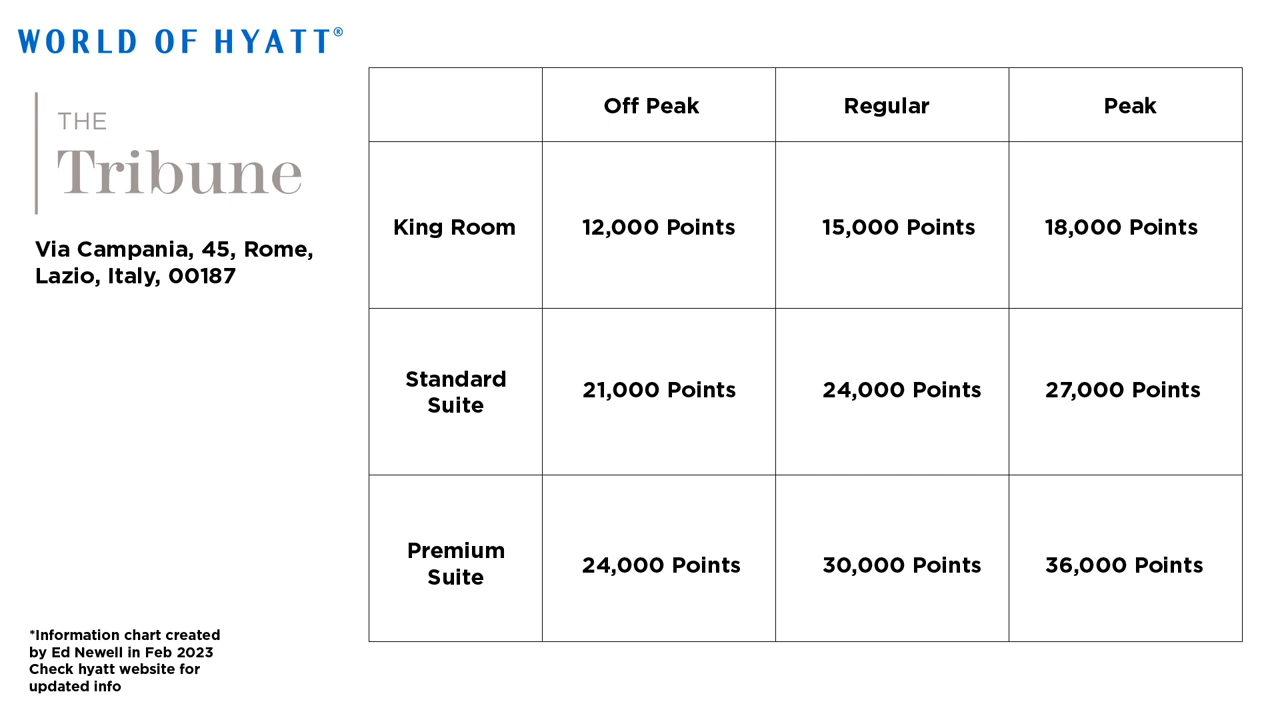 WORLD OF HYATT®
THE
Tribune
Via Campania, 45, Rome,
Lazio, Italy, 00187
Off Peak Regular Peak
King Room 12,000 Points 15,000 Points 18,000 Points
Standard
Suite
21,000 Points 24,000 Points 27,000 Points
Premium
Suite
24,000 Points 30,000 Points 36,000 Points
*Information chart created
by Ed Newell in Feb 2023
Check hyatt website for
updated info